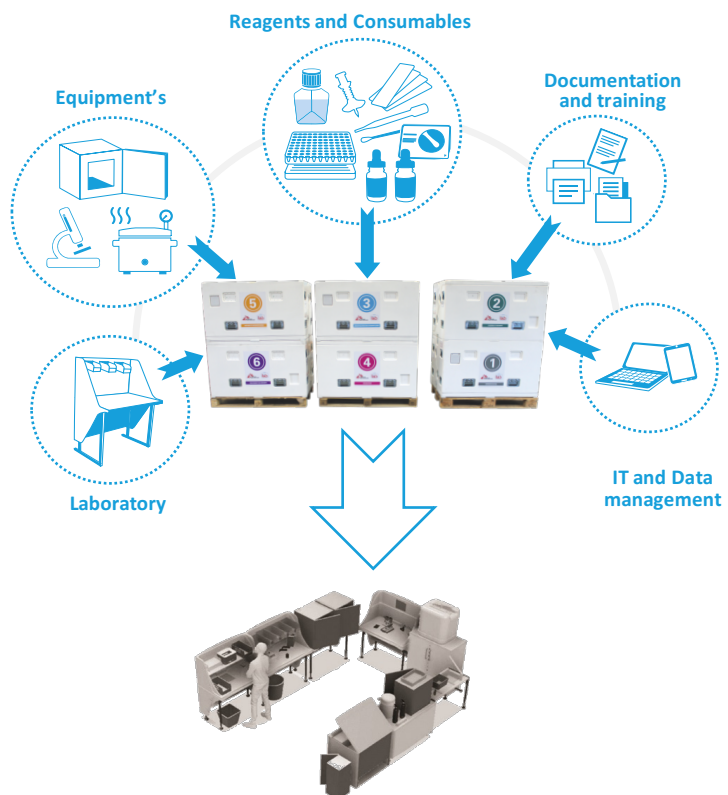 Reagents and Consumables
Equipment's
Documentation
and training
5
3
2
6
4
1
Laboratory
IT and Data
management